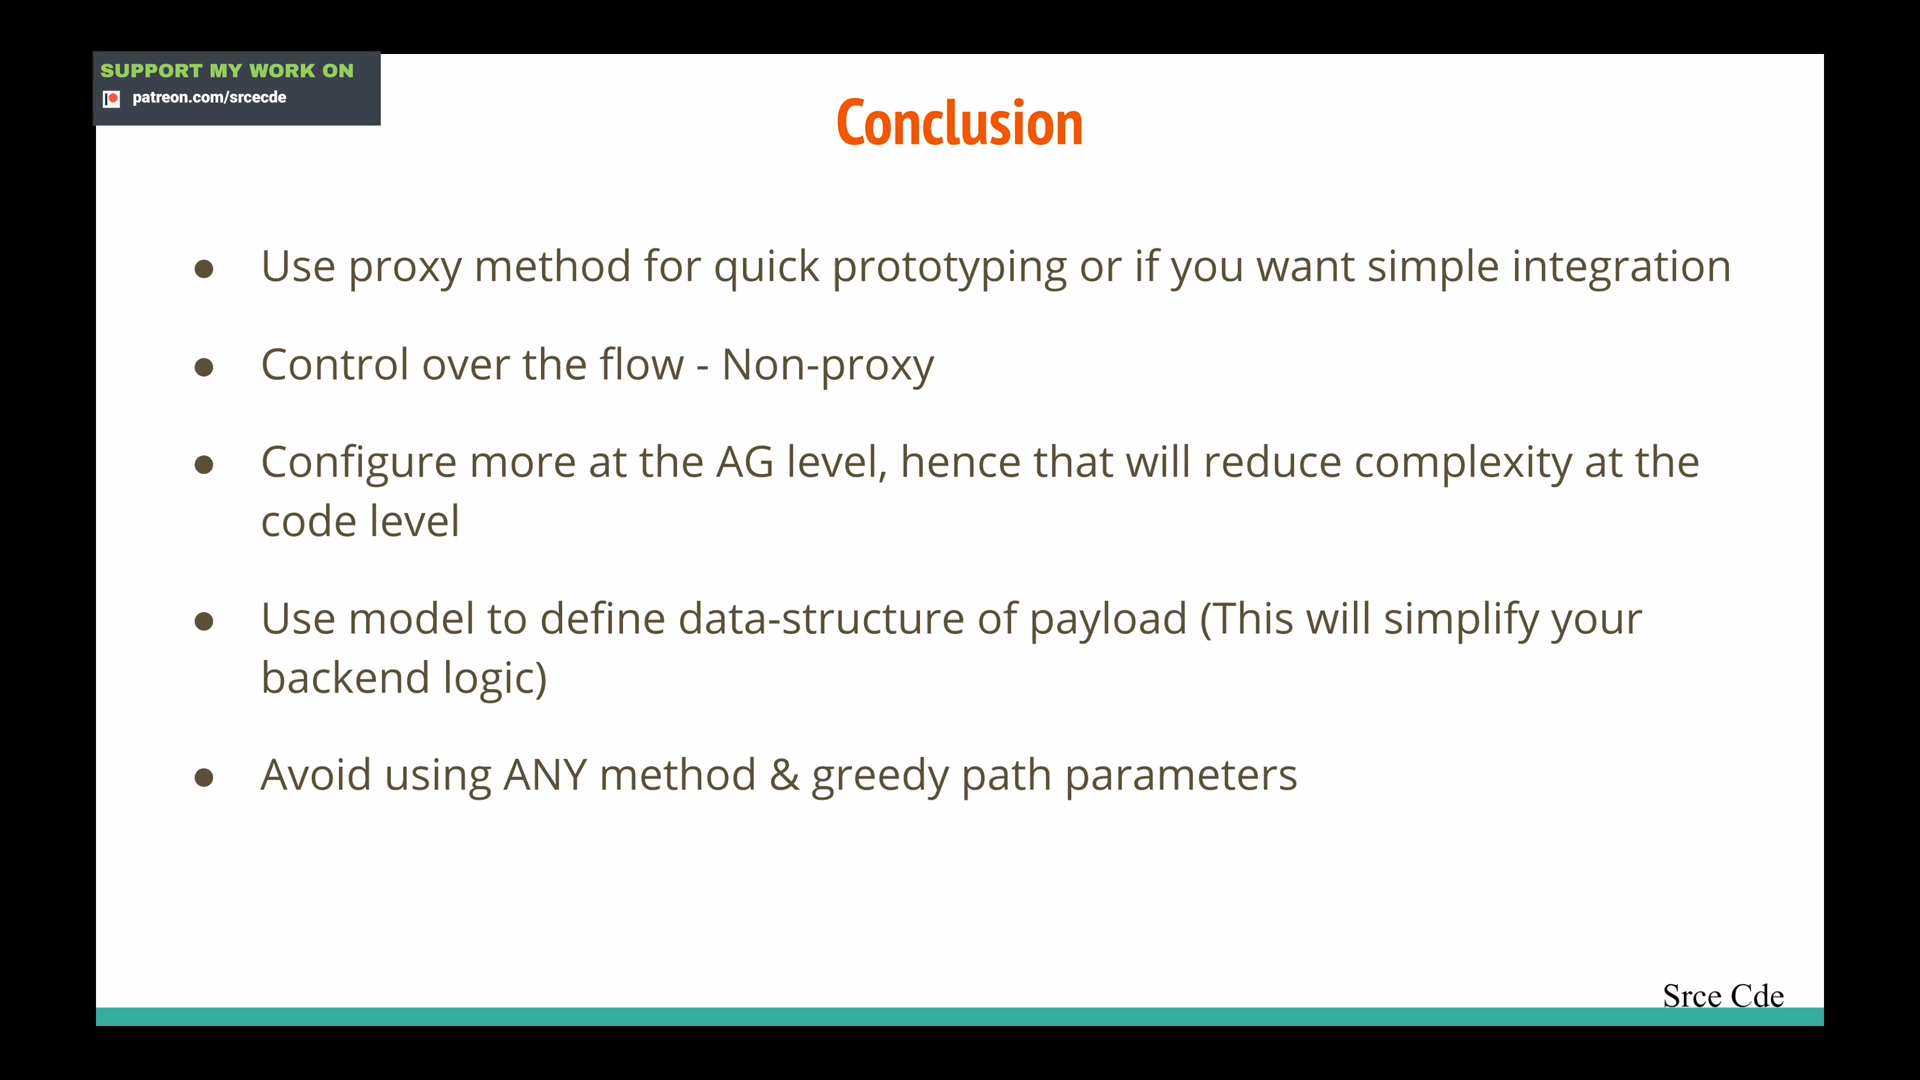 SUPPORT MY WORK ON
patreon.com/srcecde
Conclusion
● Use proxy method for quick prototyping or if you want simple integration
● Control over the flow - Non-proxy
● Configure more at the AG level, hence that will reduce complexity at the
code level
● Use model to define data-structure of payload (This will simplify your
backend logic)
● Avoid using ANY method & greedy path parameters
Srce Cde